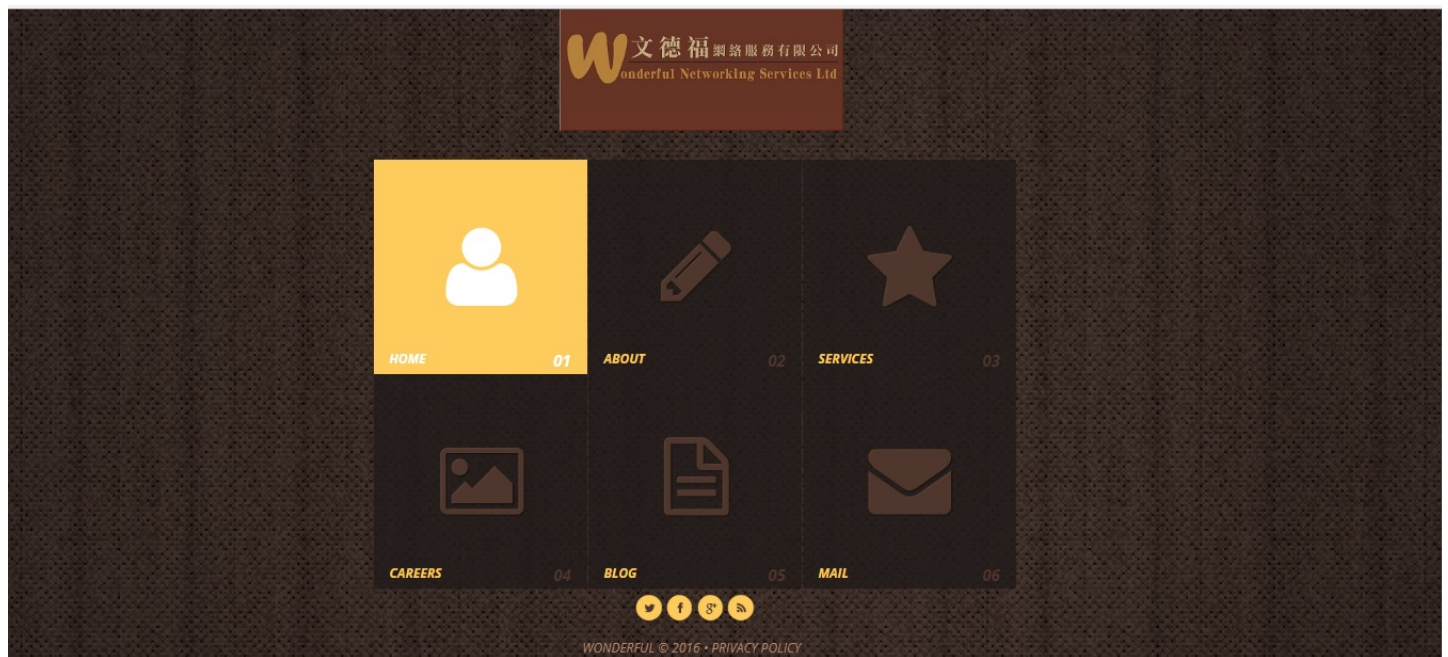 文德福網絡服務有限公司
Wonderful Networking Services Ltd
HOME 01
ABOUT 02
SERVICES 03
CAREERS 04
BLOG 05
MAIL 06
WONDERFUL © 2016 • PRIVACY POLICY